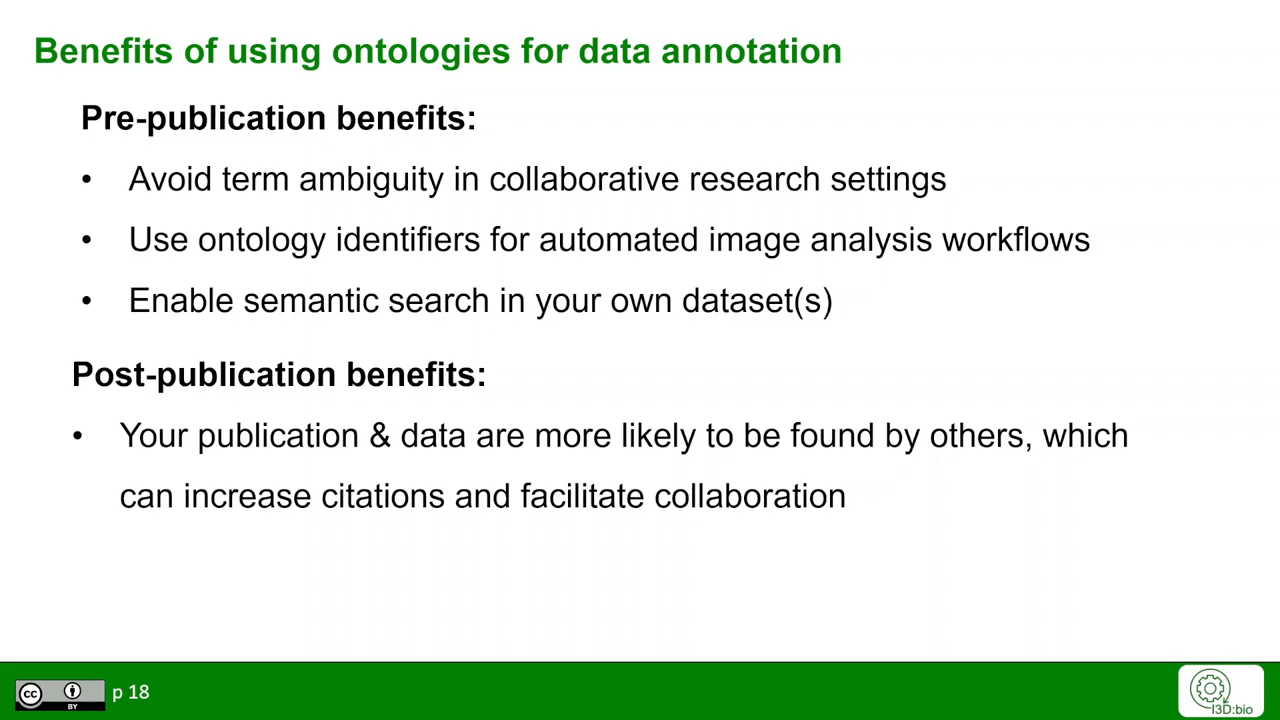 Benefits of using ontologies for data annotation
Pre-publication benefits:
• Avoid term ambiguity in collaborative research settings
• Use ontology identifiers for automated image analysis workflows
• Enable semantic search in your own dataset(s)
Post-publication benefits:
• Your publication & data are more likely to be found by others, which
can increase citations and facilitate collaboration
cc
BY
p 18
I3D:bio